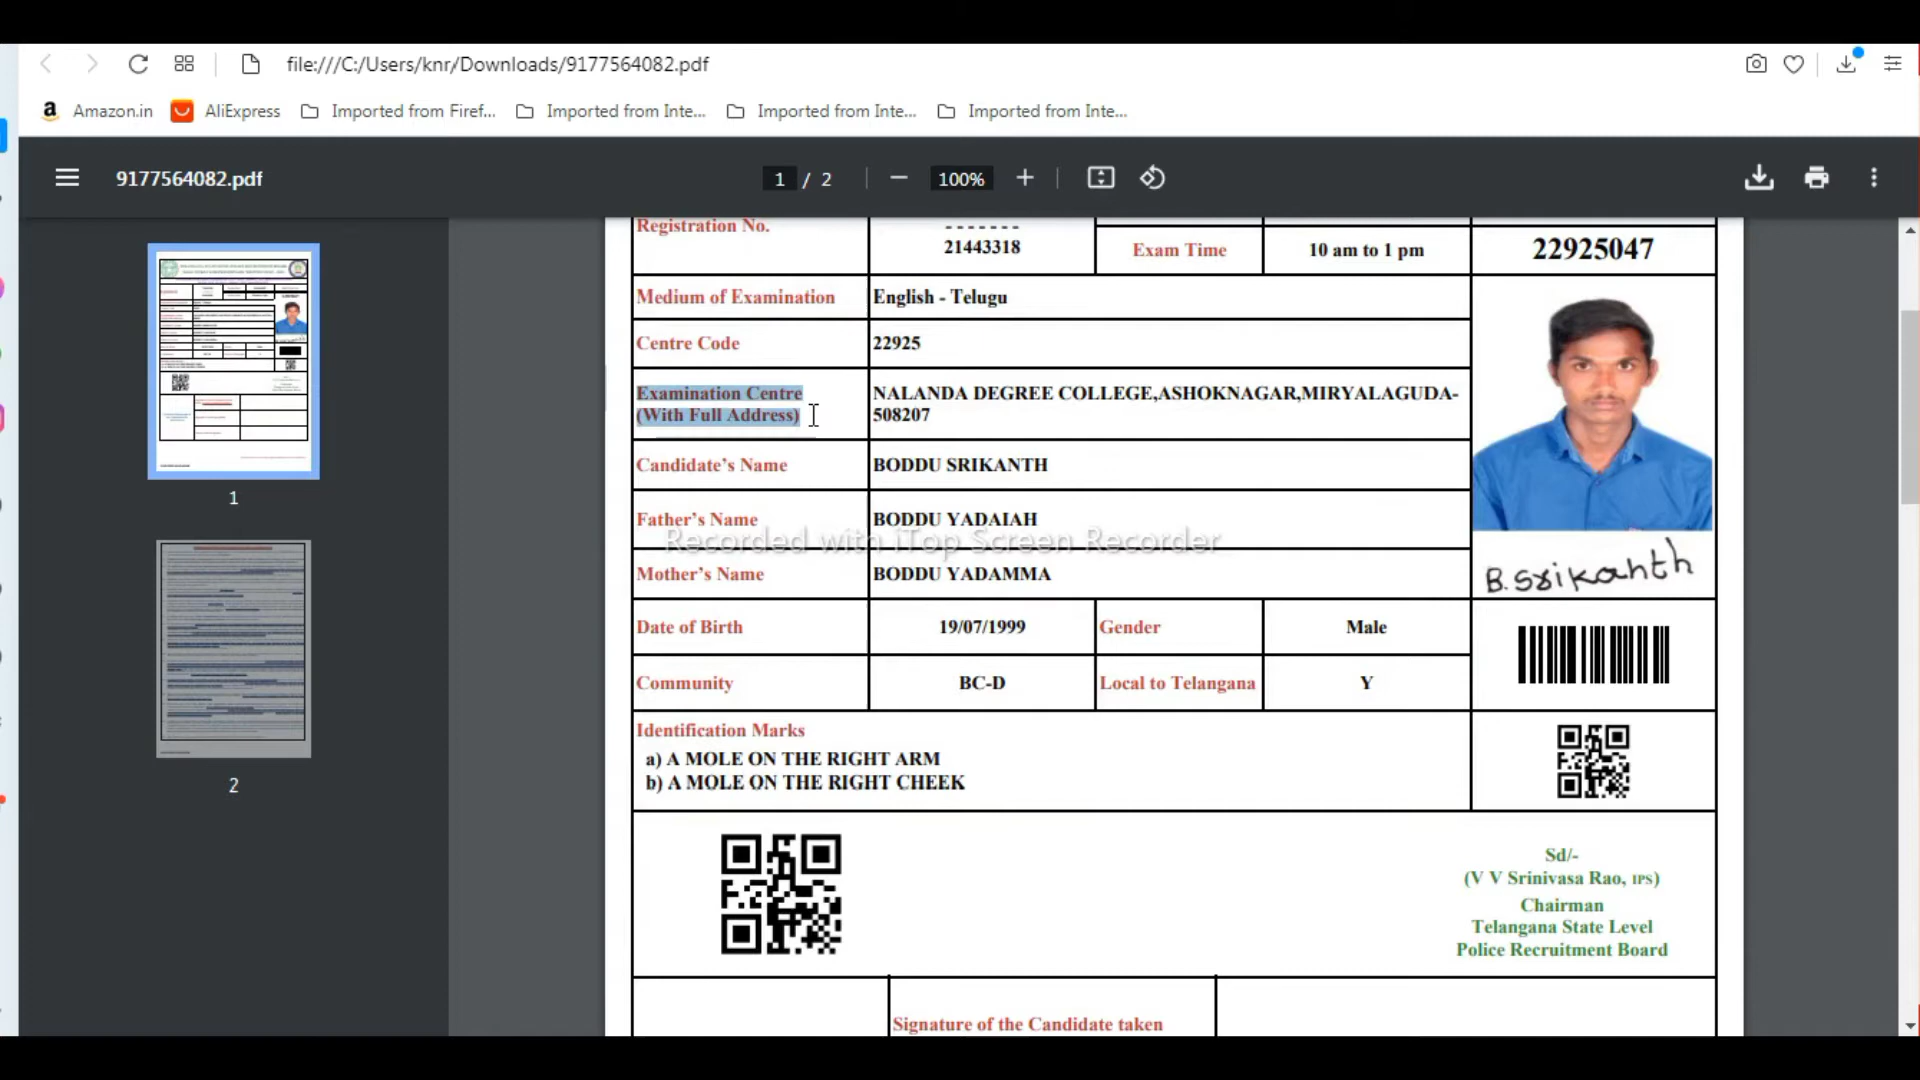 file:///C:/Users/knr/Downloads/9177564082.pdf
Amazon.in AliExpress Imported from Firef... Imported from Inte... Imported from Inte... Imported from Inte...
9177564082.pdf 1 / 2 100%
1
2
Registration No. - - - - - - -
21443318 Exam Time 10 am to 1 pm 22925047
Medium of Examination English - Telugu
Centre Code 22925
Examination Centre NALANDA DEGREE COLLEGE,ASHOKNAGAR,MIRYALAGUDA-
(With Full Address) 508207
Candidate's Name BODDU SRIKANTH
Father's Name BODDU YADAIAH
Recorded with iTop Screen Recorder
Mother's Name BODDU YADAMMA
B.Srikanth
Date of Birth 19/07/1999 Gender Male
Community BC-D Local to Telangana Y
Identification Marks
a) A MOLE ON THE RIGHT ARM
b) A MOLE ON THE RIGHT CHEEK
Sd/-
(V V Srinivasa Rao, IPS)
Chairman
Telangana State Level
Police Recruitment Board
Signature of the Candidate taken